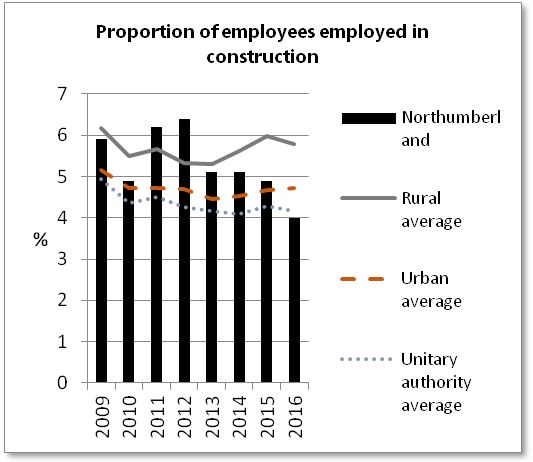 Proportion of employees employed in
construction
7
6
5
4
3
2
1
0
%
2009
2010
2011
2012
2013
2014
2015
2016
Northumberl
and
Rural
average
Urban
average
Unitary
authority
average